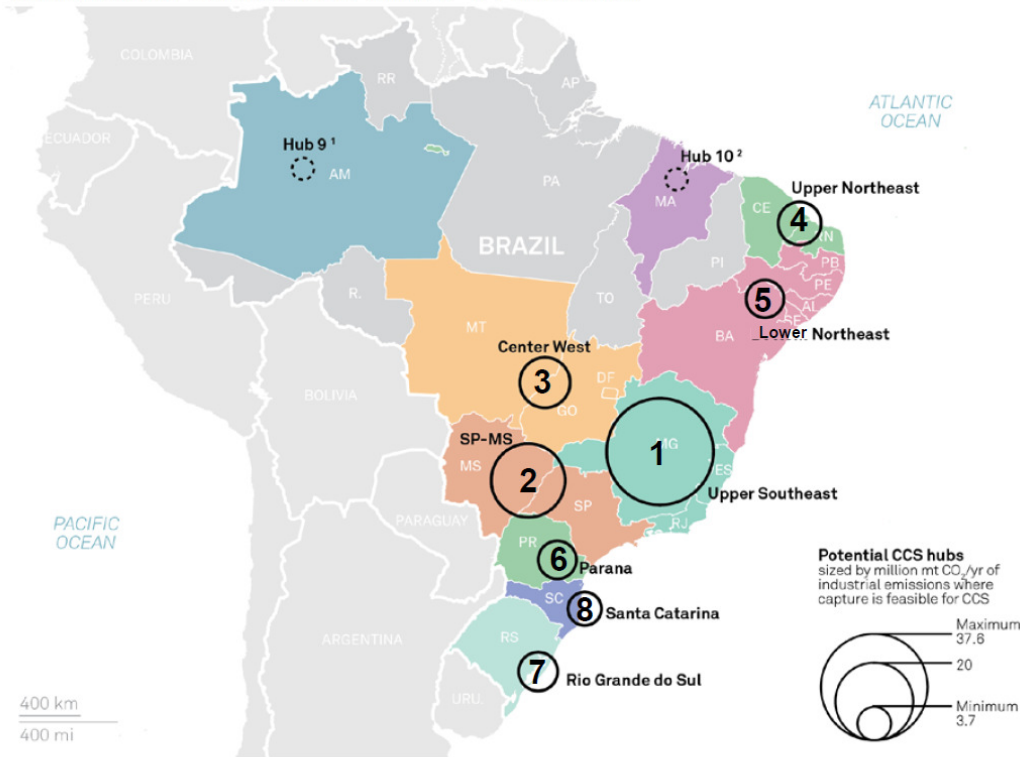 COLOMBIA
RR
AP
ATLANTIC
OCEAN
ECUADOR
Hub 9 1
AM
PA
Hub 10 2
MA
Upper Northeast
CE
4
RN
BRAZIL
PI
PB
PE
AL
SE
5
Lower Northeast
PERU
R.
TO
MT
BA
Center West
3
DF
GO
BOLIVIA
SP-MS
MS
2
MG
1
ES
Upper Southeast
SP
RJ
PACIFIC
OCEAN
PARAGUAY
PR
6
Parana
SC
8
Santa Catarina
ARGENTINA
RS
7
Rio Grande do Sul
URU.
Potential CCS hubs
sized by million mt CO2/yr of
industrial emissions where
capture is feasible for CCS
Maximum
37.6
20
Minimum
3.7
400 km
400 mi